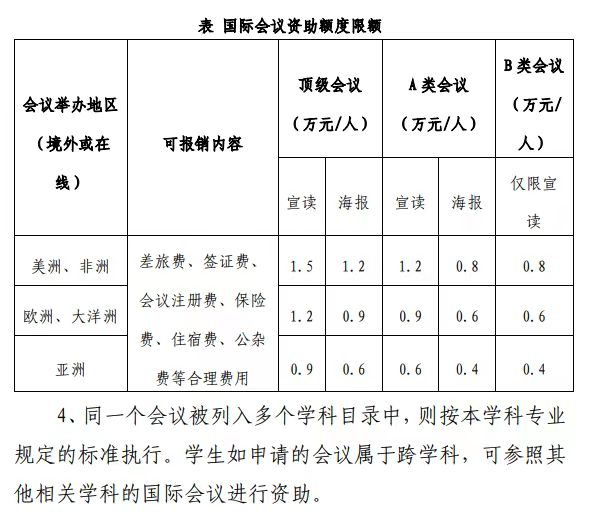 表 国际会议资助额度限额
会议举办地区（境外或在线） 可报销内容 顶级会议（万元/人） A 类会议（万元/人） B 类会议（万元/人）
宣读 海报 宣读 海报 仅限宣读
美洲、非洲 差旅费、签证费、会议注册费、保险费、住宿费、公杂费等合理费用 1.5 1.2 1.2 0.8 0.8
欧洲、大洋洲 1.2 0.9 0.9 0.6 0.6
亚洲 0.9 0.6 0.6 0.4 0.4
4、同一个会议被列入多个学科目录中，则按本学科专业
规定的标准执行。学生如申请的会议属于跨学科，可参照其
他相关学科的国际会议进行资助。